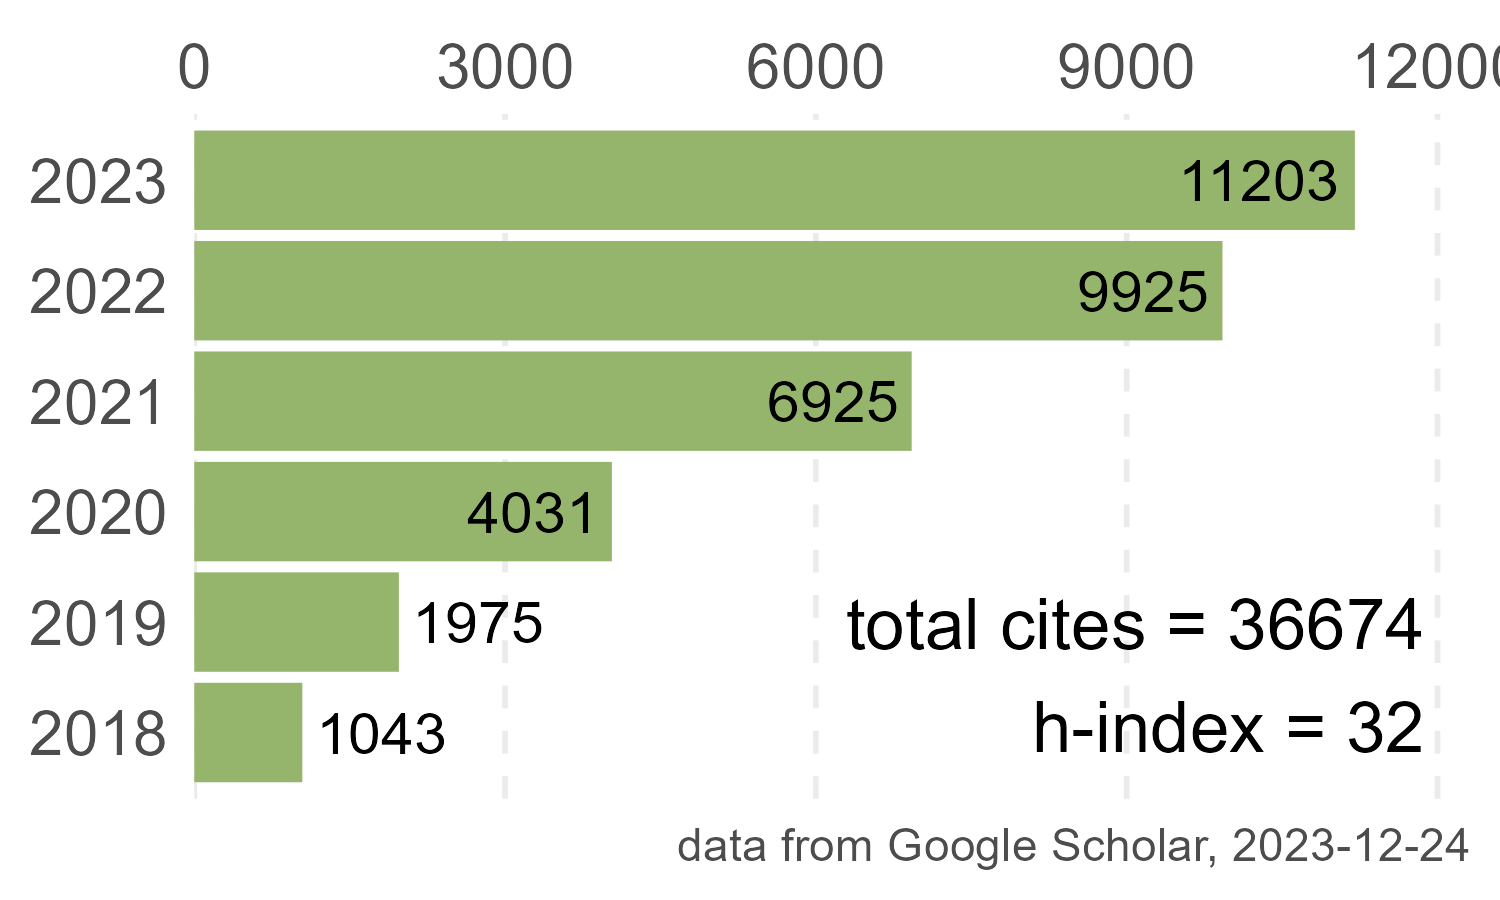 0 3000 6000 9000 12000
2023 11203
2022 9925
2021 6925
2020 4031
2019 1975 total cites = 36674
2018 1043 h-index = 32
data from Google Scholar, 2023-12-24